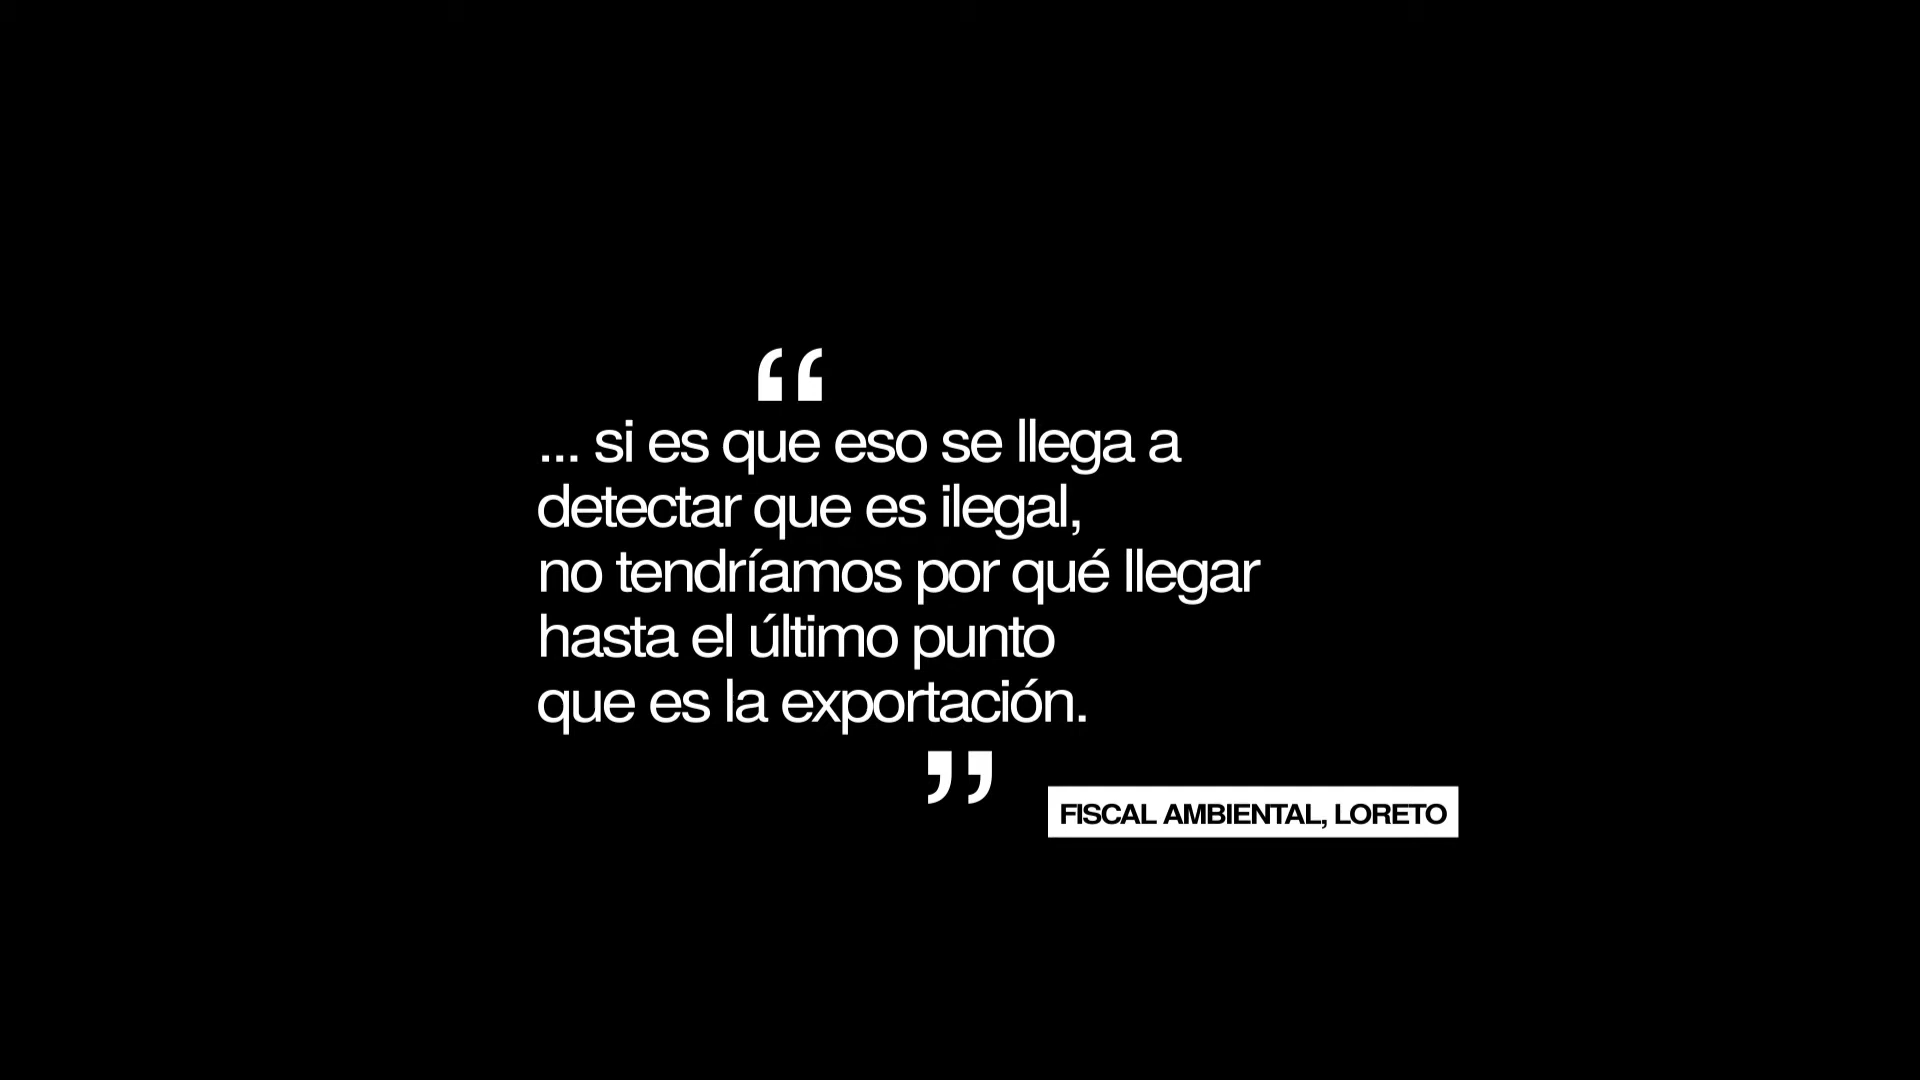 “
... si es que eso se llega a
detectar que es ilegal,
no tendríamos por qué llegar
hasta el último punto
que es la exportación.
”
FISCAL AMBIENTAL, LORETO